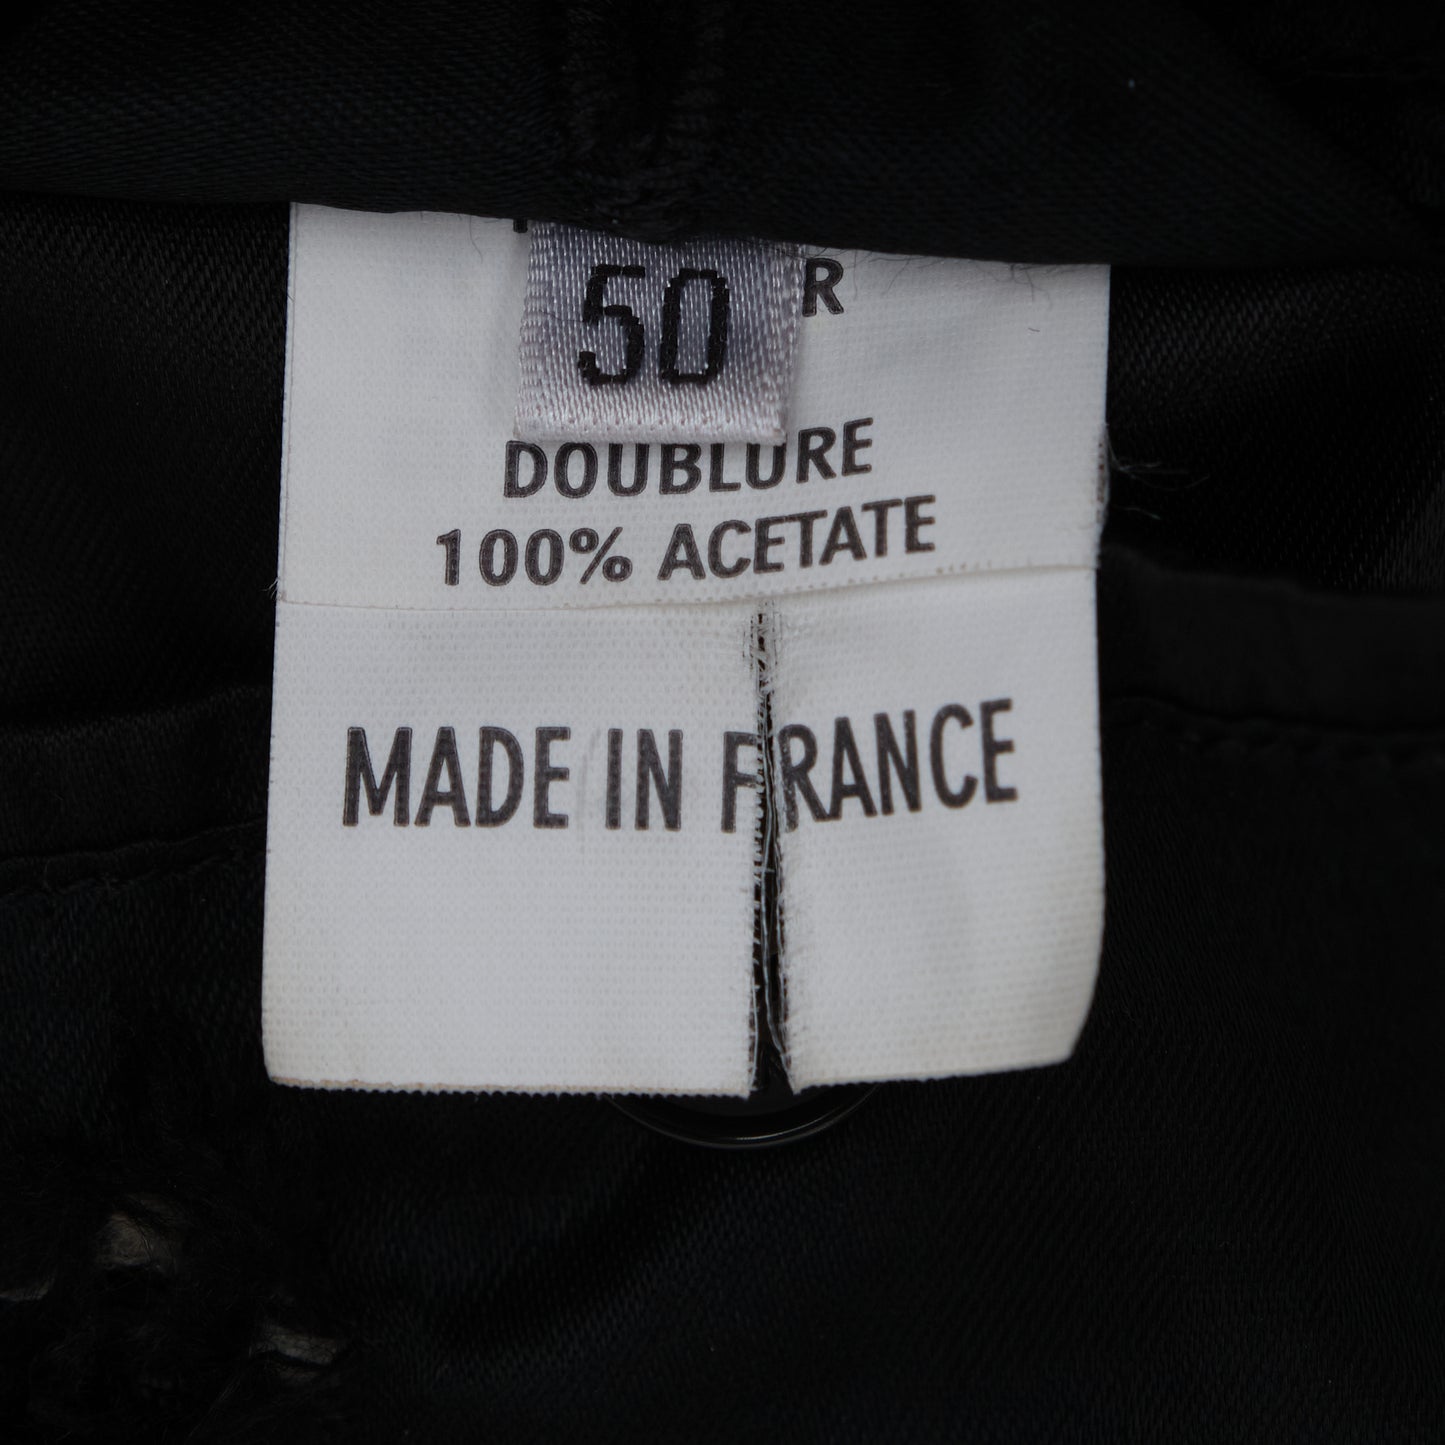 50
R
DOUBLURE
100% ACETATE
MADE IN FRANCE